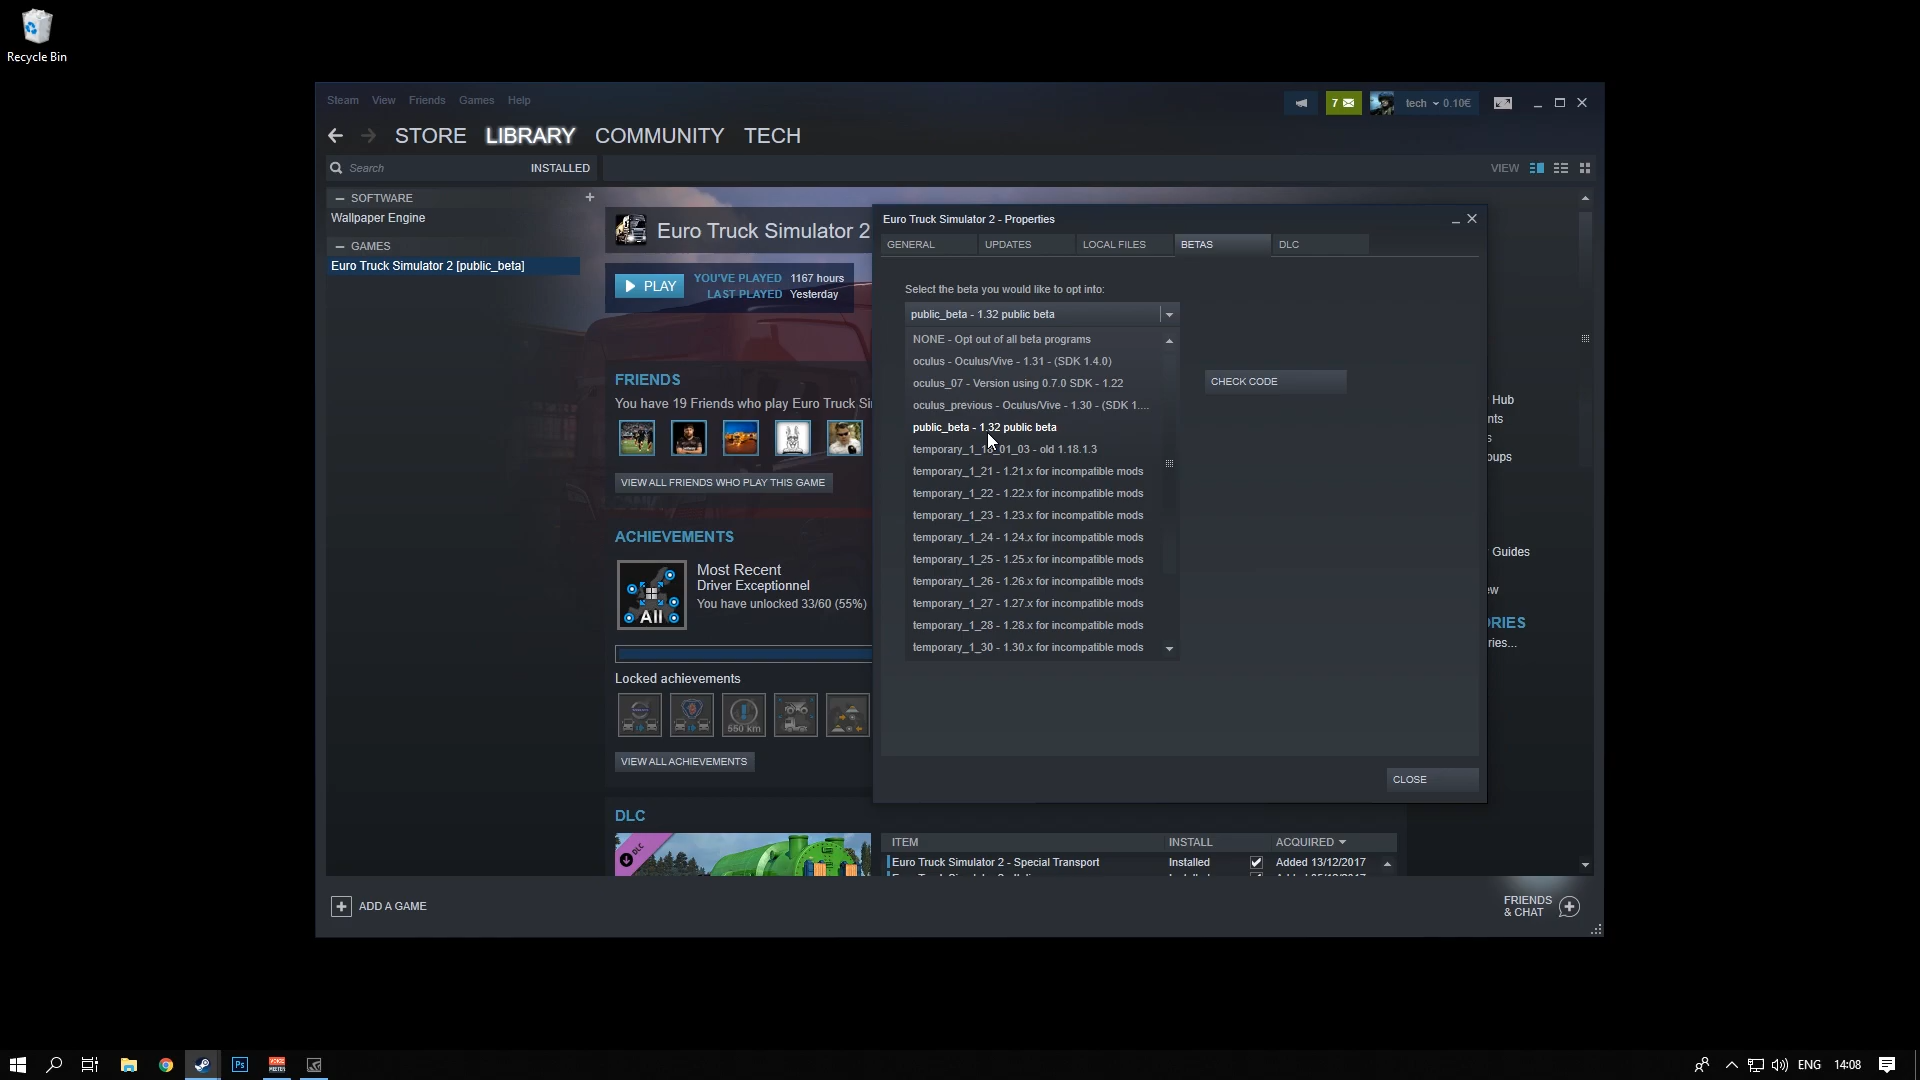 Recycle Bin
Steam View Friends Games Help
7
tech 0.10€
STORE LIBRARY COMMUNITY TECH
Search INSTALLED
VIEW
SOFTWARE
Wallpaper Engine
GAMES
Euro Truck Simulator 2 [public_beta]
Euro Truck Simulator 2
PLAY
YOU'VE PLAYED 1167 hours
LAST PLAYED Yesterday
FRIENDS
You have 19 Friends who play Euro Truck Si
VIEW ALL FRIENDS WHO PLAY THIS GAME
ACHIEVEMENTS
All
Most Recent
Driver Exceptionnel
You have unlocked 33/60 (55%)
Locked achievements
550 km
VIEW ALL ACHIEVEMENTS
DLC
DLC
Euro Truck Simulator 2 - Properties
GENERAL UPDATES LOCAL FILES BETAS DLC
Select the beta you would like to opt into:
public_beta - 1.32 public beta
NONE - Opt out of all beta programs
oculus - Oculus/Vive - 1.31 - (SDK 1.4.0)
oculus_07 - Version using 0.7.0 SDK - 1.22
oculus_previous - Oculus/Vive - 1.30 - (SDK 1....
public_beta - 1.32 public beta
temporary_1_18_01_03 - old 1.18.1.3
temporary_1_21 - 1.21.x for incompatible mods
temporary_1_22 - 1.22.x for incompatible mods
temporary_1_23 - 1.23.x for incompatible mods
temporary_1_24 - 1.24.x for incompatible mods
temporary_1_25 - 1.25.x for incompatible mods
temporary_1_26 - 1.26.x for incompatible mods
temporary_1_27 - 1.27.x for incompatible mods
temporary_1_28 - 1.28.x for incompatible mods
temporary_1_30 - 1.30.x for incompatible mods
CHECK CODE
CLOSE
Hub
nts
s
oups
Guides
ew
RIES
ries...
ITEM INSTALL ACQUIRED
Euro Truck Simulator 2 - Special Transport Installed Added 13/12/2017
ADD A GAME
FRIENDS
& CHAT
Ps
VOICE
MEETER
ENG 14:08